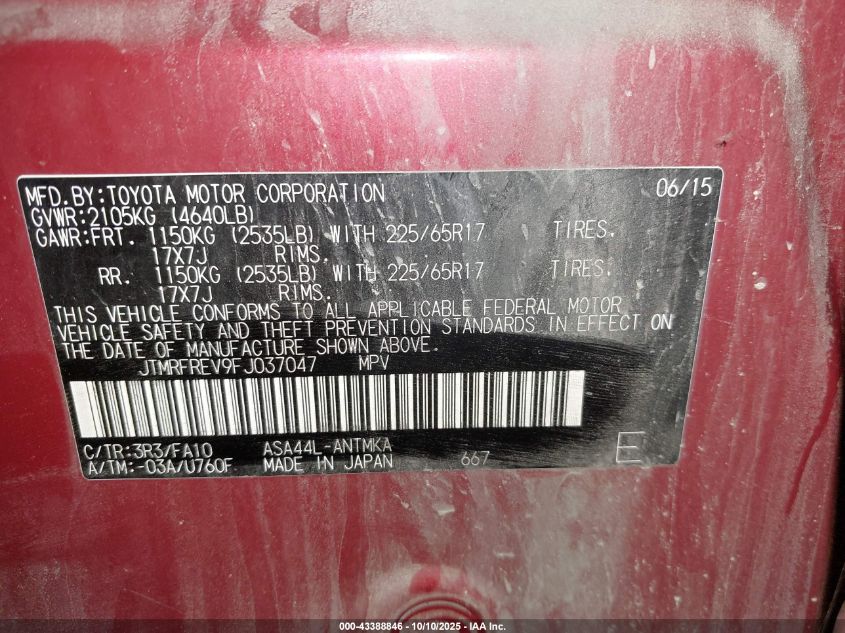 MFD.BY:TOYOTA MOTOR CORPORATION 06/15
GVWR:2105KG (4640LB)
GAWR:FRT. 1150KG (2535LB) WITH 225/65R17 TIRES.
17X7J RIMS.
RR. 1150KG (2535LB) WITH 225/65R17 TIRES.
17X7J RIMS.
THIS VEHICLE CONFORMS TO ALL APPLICABLE FEDERAL MOTOR
VEHICLE SAFETY AND THEFT PREVENTION STANDARDS IN EFFECT ON
THE DATE OF MANUFACTURE SHOWN ABOVE.
JTMRFREV9FJ037047 MPV
C/TR:3R3/FA10 ASA44L-ANTMKA
A/TM:-03A/U760F MADE IN JAPAN 667 E
000-43388846 - 10/10/2025 - IAA Inc.